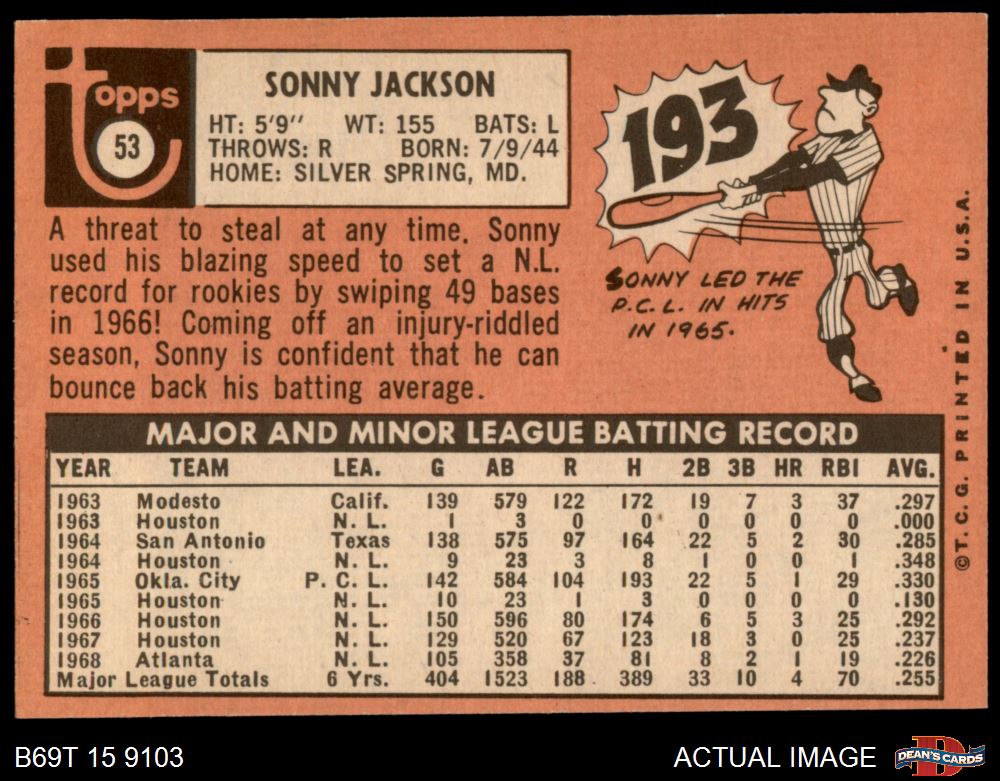 topps
53
SONNY JACKSON
HT: 5'9" WT: 155 BATS: L
THROWS: R BORN: 7/9/44
HOME: SILVER SPRING, MD.
193
A threat to steal at any time, Sonny
used his blazing speed to set a N.L.
record for rookies by swiping 49 bases
in 1966! Coming off an injury-riddled
season, Sonny is confident that he can
bounce back his batting average.
SONNY LED THE
P.C.L. IN HITS
IN 1965.
MAJOR AND MINOR LEAGUE BATTING RECORD
YEAR TEAM LEA. G AB R H 2B 3B HR RBI AVG.
1963 Modesto Calif. 139 579 122 172 19 7 3 37 .297
1963 Houston N. L. 1 3 0 0 0 0 0 0 .000
1964 San Antonio Texas 138 575 97 164 22 5 2 30 .285
1964 Houston N. L. 9 23 3 8 1 0 0 1 .348
1965 Okla. City P. C. L. 142 584 104 193 22 5 1 29 .330
1965 Houston N. L. 10 23 1 3 0 0 0 0 .130
1966 Houston N. L. 150 596 80 174 6 5 3 25 .292
1967 Houston N. L. 129 520 67 123 18 3 0 25 .237
1968 Atlanta N. L. 105 358 37 81 8 2 1 19 .226
Major League Totals 6 Yrs. 404 1523 188 389 33 10 4 70 .255
©T. C. G. PRINTED IN U.S.A.
B69T 15 9103
ACTUAL IMAGE
D
DEAN'S CARDS